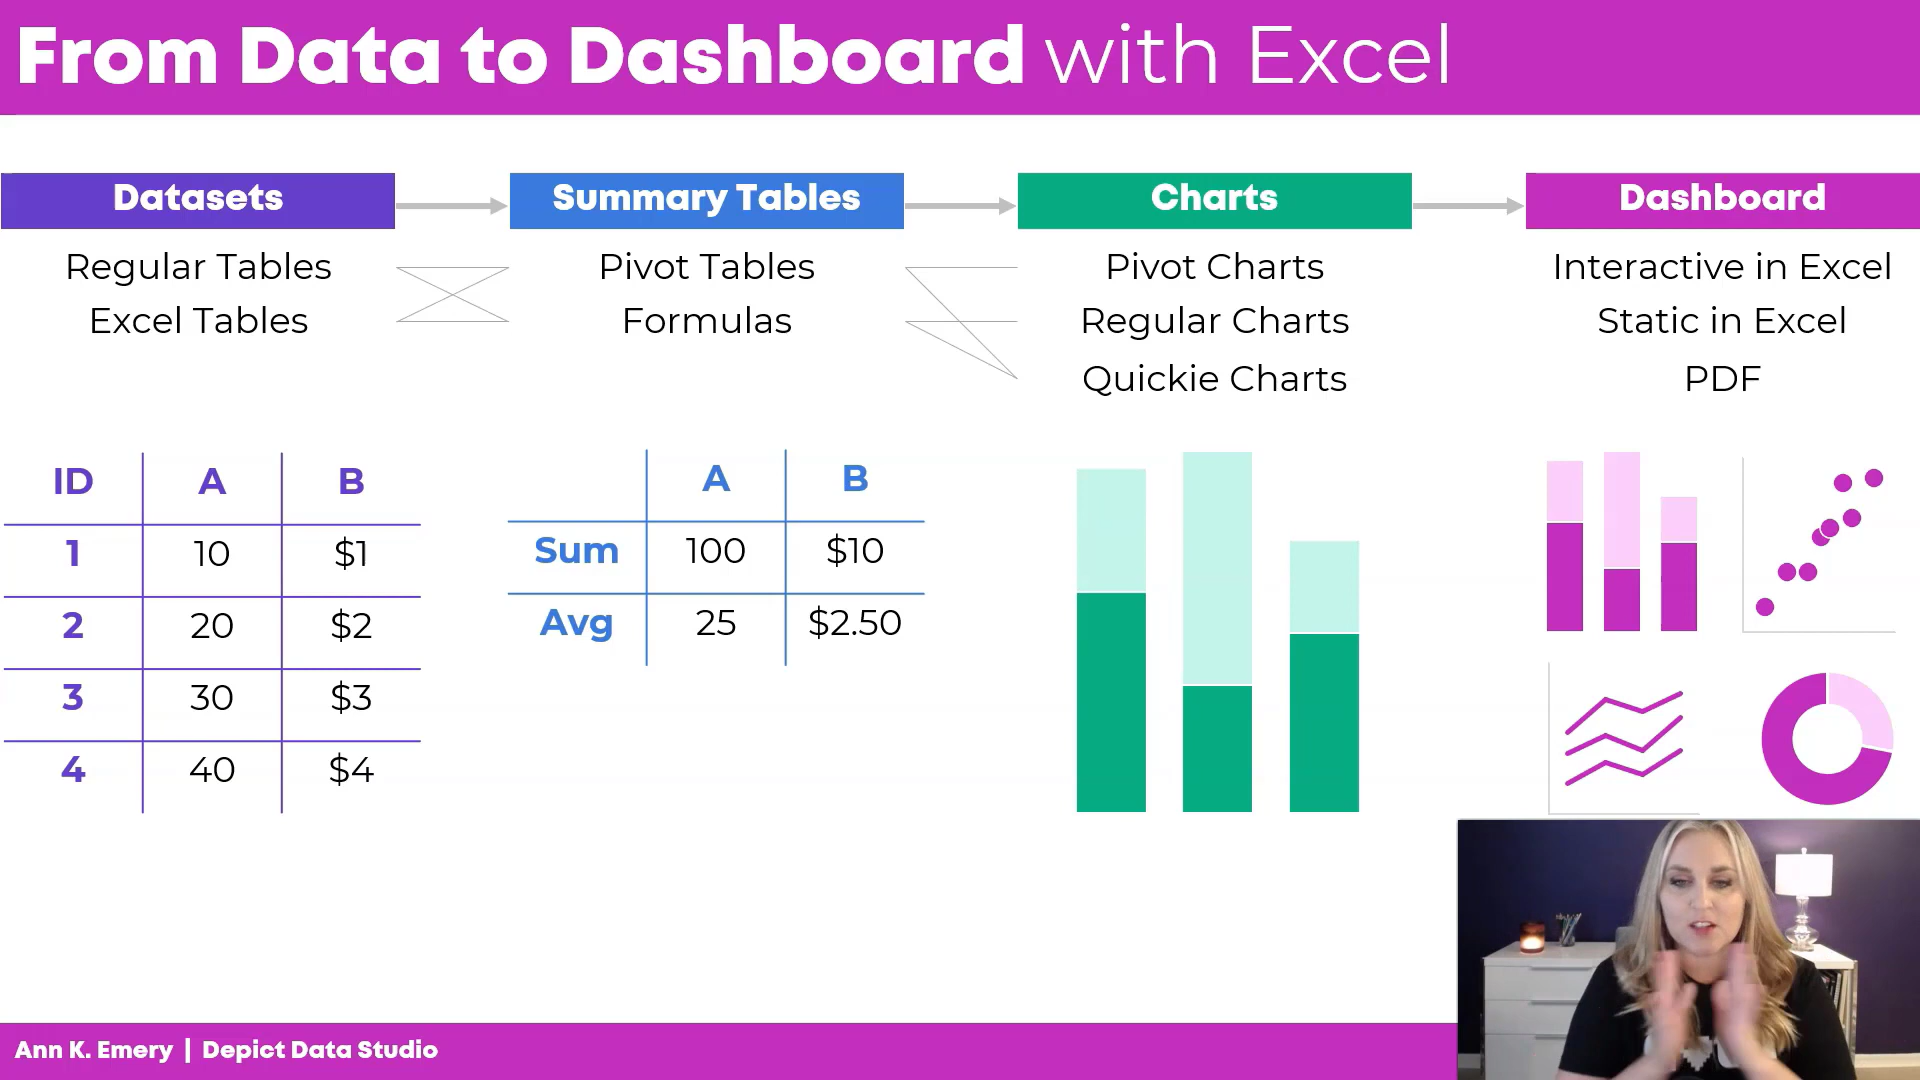 From Data to Dashboard with Excel
Datasets
Regular Tables
Excel Tables
Summary Tables
Pivot Tables
Formulas
Charts
Pivot Charts
Regular Charts
Quickie Charts
Dashboard
Interactive in Excel
Static in Excel
PDF
ID A B
1 10 $1
2 20 $2
3 30 $3
4 40 $4
A B
Sum 100 $10
Avg 25 $2.50
Ann K. Emery | Depict Data Studio